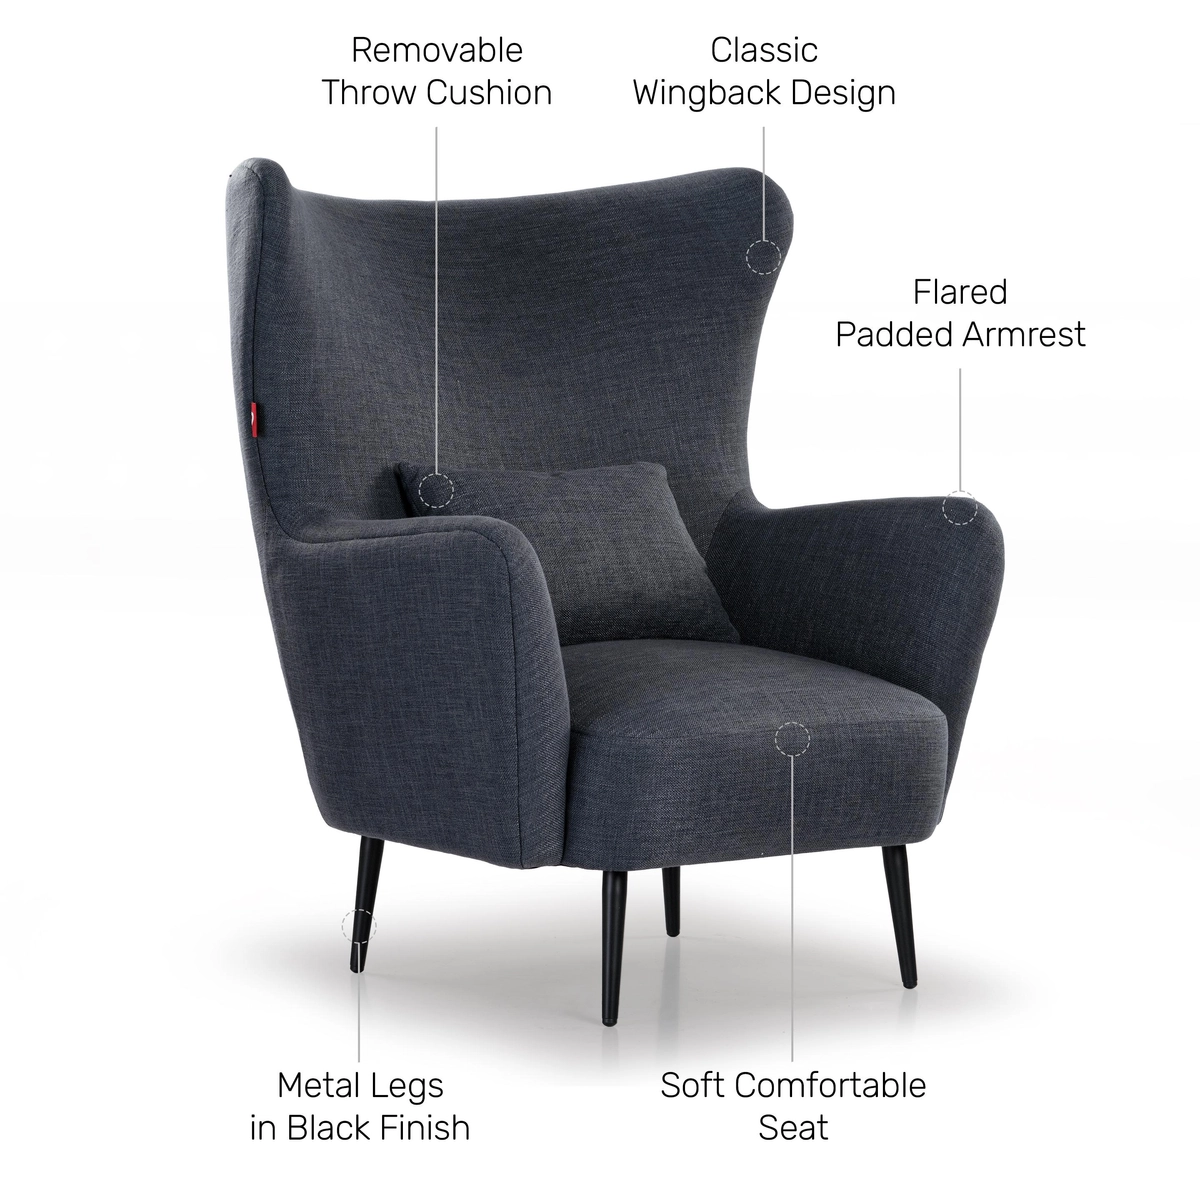 Removable
Throw Cushion
Classic
Wingback Design
Flared
Padded Armrest
Metal Legs
in Black Finish
Soft Comfortable
Seat